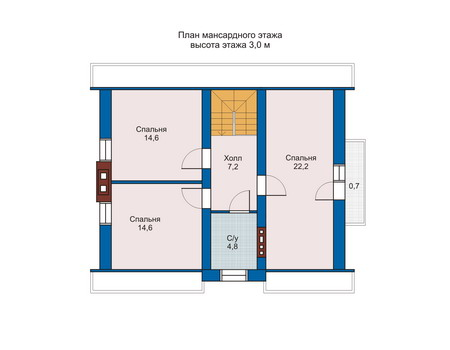 План мансардного этажа
высота этажа 3,0 м
Спальня
14,6
Холл
7,2
Спальня
22,2
0,7
Спальня
14,6
С/у
4,8